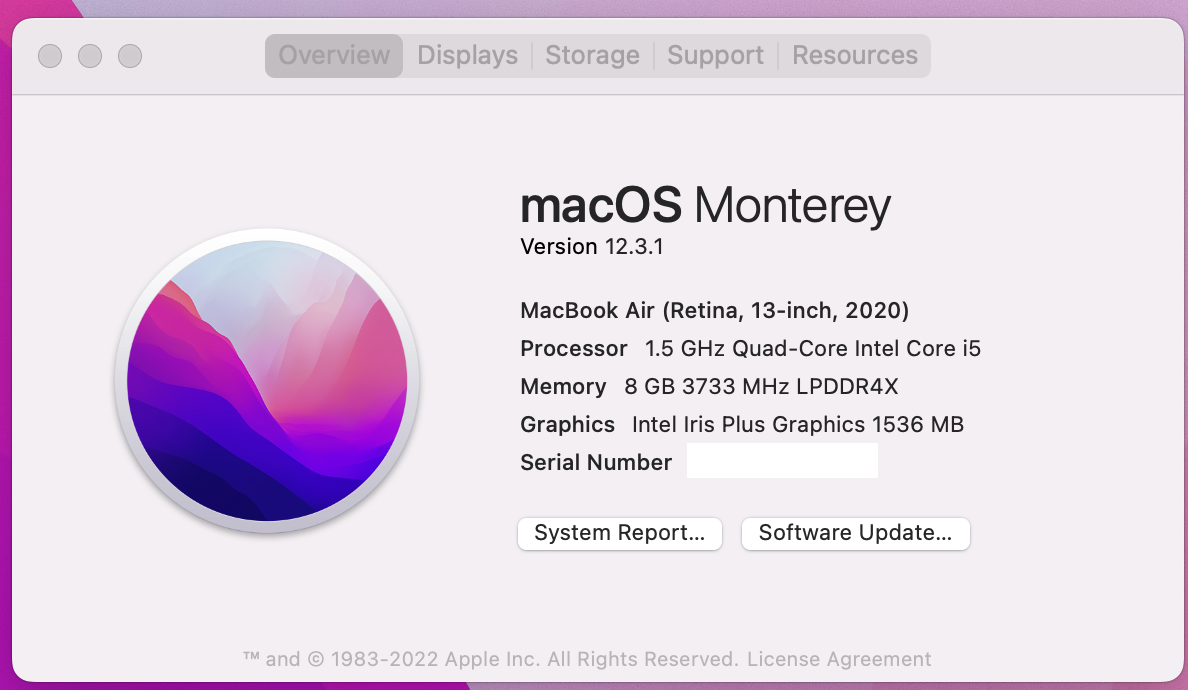 Overview Displays Storage Support Resources
macOS Monterey
Version 12.3.1
MacBook Air (Retina, 13-inch, 2020)
Processor 1.5 GHz Quad-Core Intel Core i5
Memory 8 GB 3733 MHz LPDDR4X
Graphics Intel Iris Plus Graphics 1536 MB
Serial Number
System Report... Software Update...
™ and © 1983-2022 Apple Inc. All Rights Reserved. License Agreement